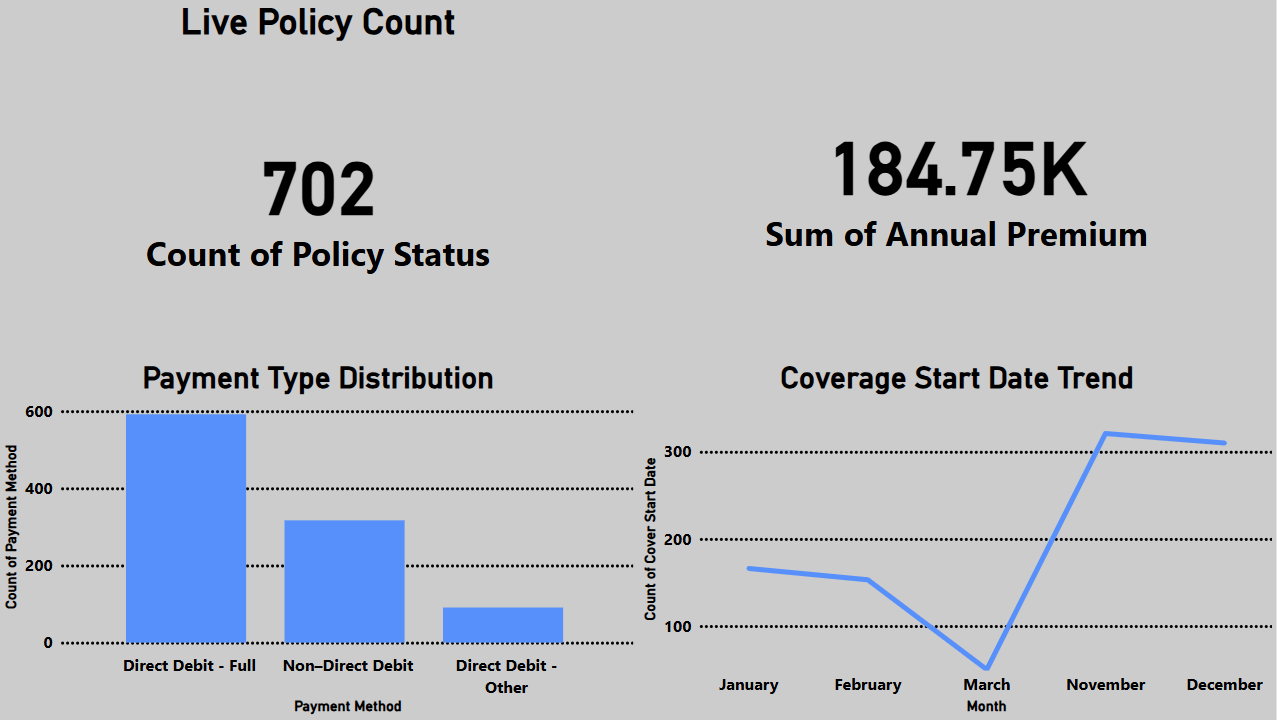 Live Policy Count
702
Count of Policy Status
184.75K
Sum of Annual Premium
Payment Type Distribution
Count of Payment Method
600
400
200
0
Direct Debit - Full
Non–Direct Debit
Direct Debit -
Other
Payment Method
Coverage Start Date Trend
Count of Cover Start Date
300
200
100
January
February
March
November
December
Month